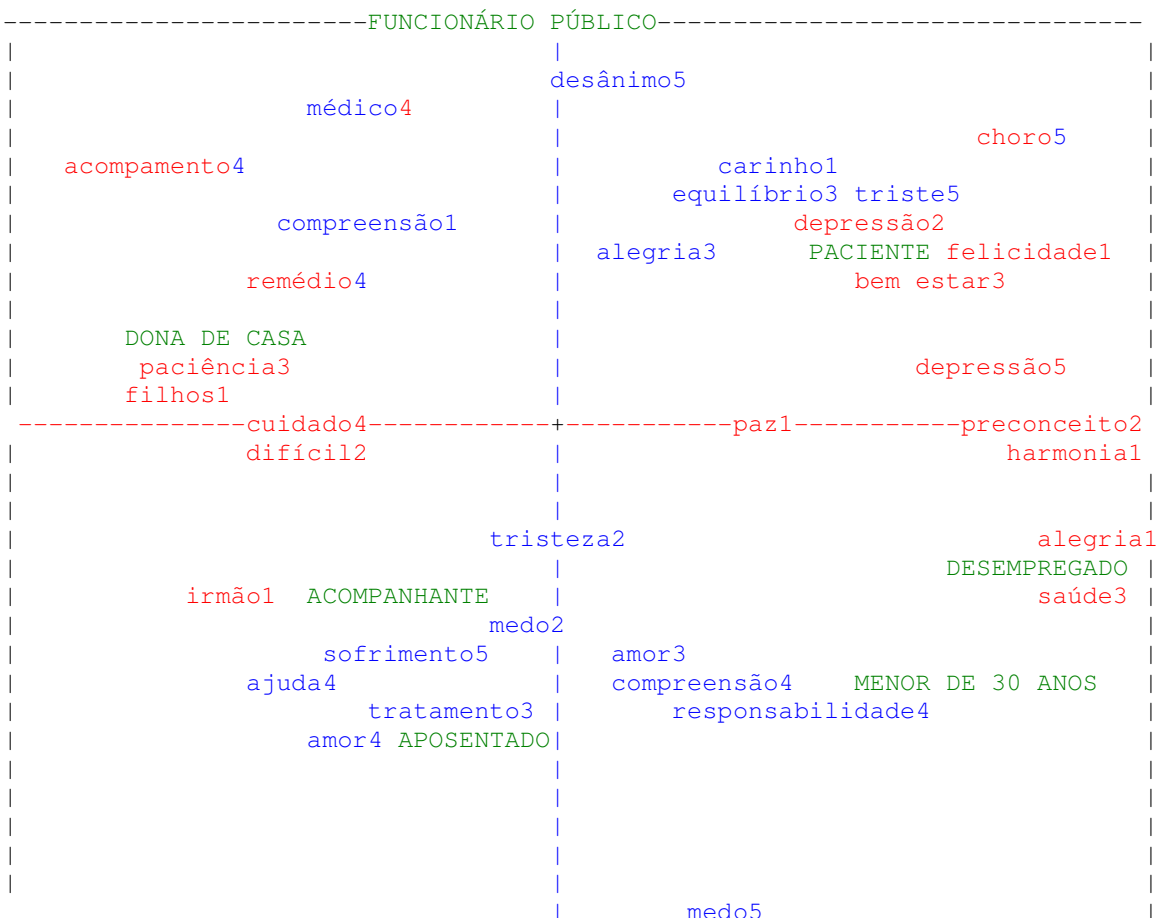 ------------------------FUNCIONÁRIO PÚBLICO--------------------------------
desânimo5
médico4
choro5
acompamento4 carinho1
equilíbrio3 triste5
compreensão1 depressão2
alegria3 PACIENTE felicidade1
remédio4 bem estar3
DONA DE CASA
paciência3 depressão5
filhos1
---------------cuidado4------------+-----------paz1-----------preconceito2
difícil2 harmonia1
tristeza2 alegria1
DESEMPREGADO
irmão1 ACOMPANHANTE saúde3
medo2
sofrimento5 amor3
ajuda4 compreensão4 MENOR DE 30 ANOS
tratamento3 responsabilidade4
amor4 APOSENTADO
medo5